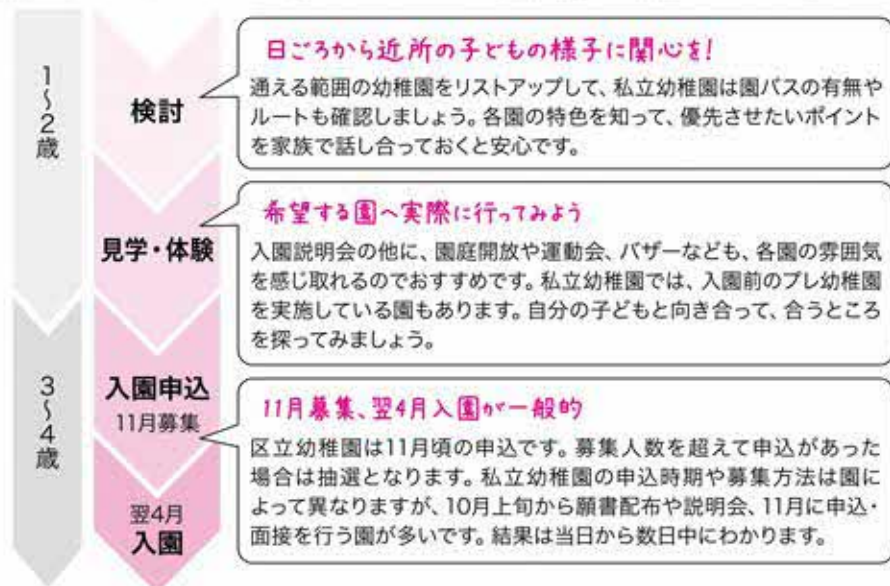 1～2歳
検討
日ごろから近所の子どもの様子に関心を!
通える範囲の幼稚園をリストアップして、私立幼稚園は園バスの有無や
ルートも確認しましょう。各園の特色を知って、優先させたいポイント
を家族で話し合っておくと安心です。
見学・体験
希望する園へ実際に行ってみよう
入園説明会の他に、園庭開放や運動会、バザーなども、各園の雰囲気
を感じ取れるのでおすすめです。私立幼稚園では、入園前のプレ幼稚園
を実施している園もあります。自分の子どもと向き合って、合うところ
を探ってみましょう。
3～4歳
入園申込
11月募集
11月募集、翌4月入園が一般的
区立幼稚園は11月頃の申込です。募集人数を超えて申込があった
場合は抽選となります。私立幼稚園の申込時期や募集方法は園に
よって異なりますが、10月上旬から願書配布や説明会、11月に申込・
面接を行う園が多いです。結果は当日から数日中にわかります。
翌4月
入園